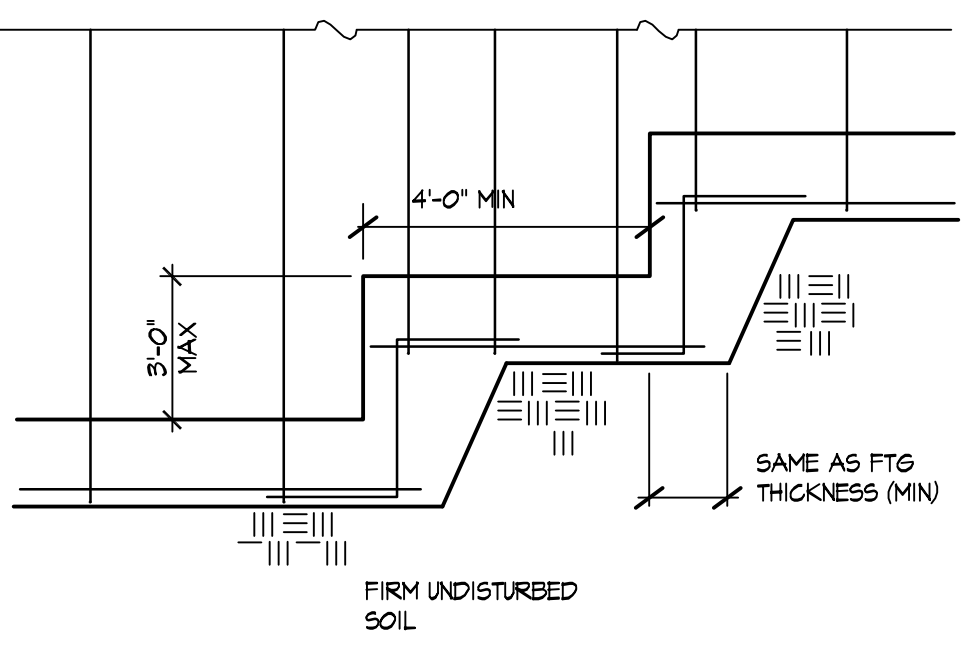 4'-0" MIN
3'-0"
MAX
SAME AS FTG
THICKNESS (MIN)
FIRM UNDISTURBED
SOIL